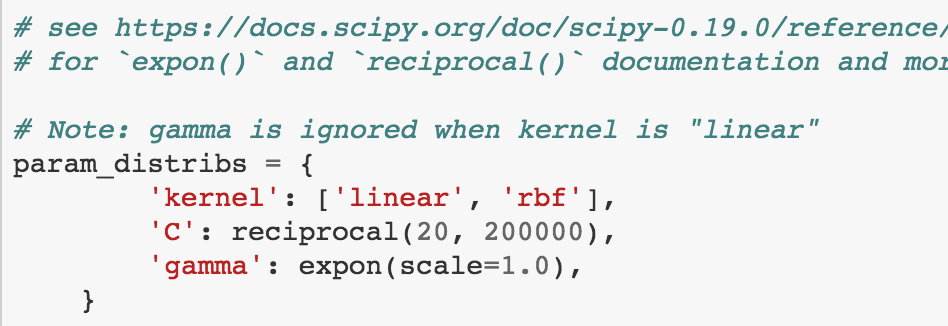 # see https://docs.scipy.org/doc/scipy-0.19.0/reference/
# for `expon()` and `reciprocal()` documentation and mor
# Note: gamma is ignored when kernel is "linear"
param_distribs = {
        'kernel': ['linear', 'rbf'],
        'C': reciprocal(20, 200000),
        'gamma': expon(scale=1.0),
    }